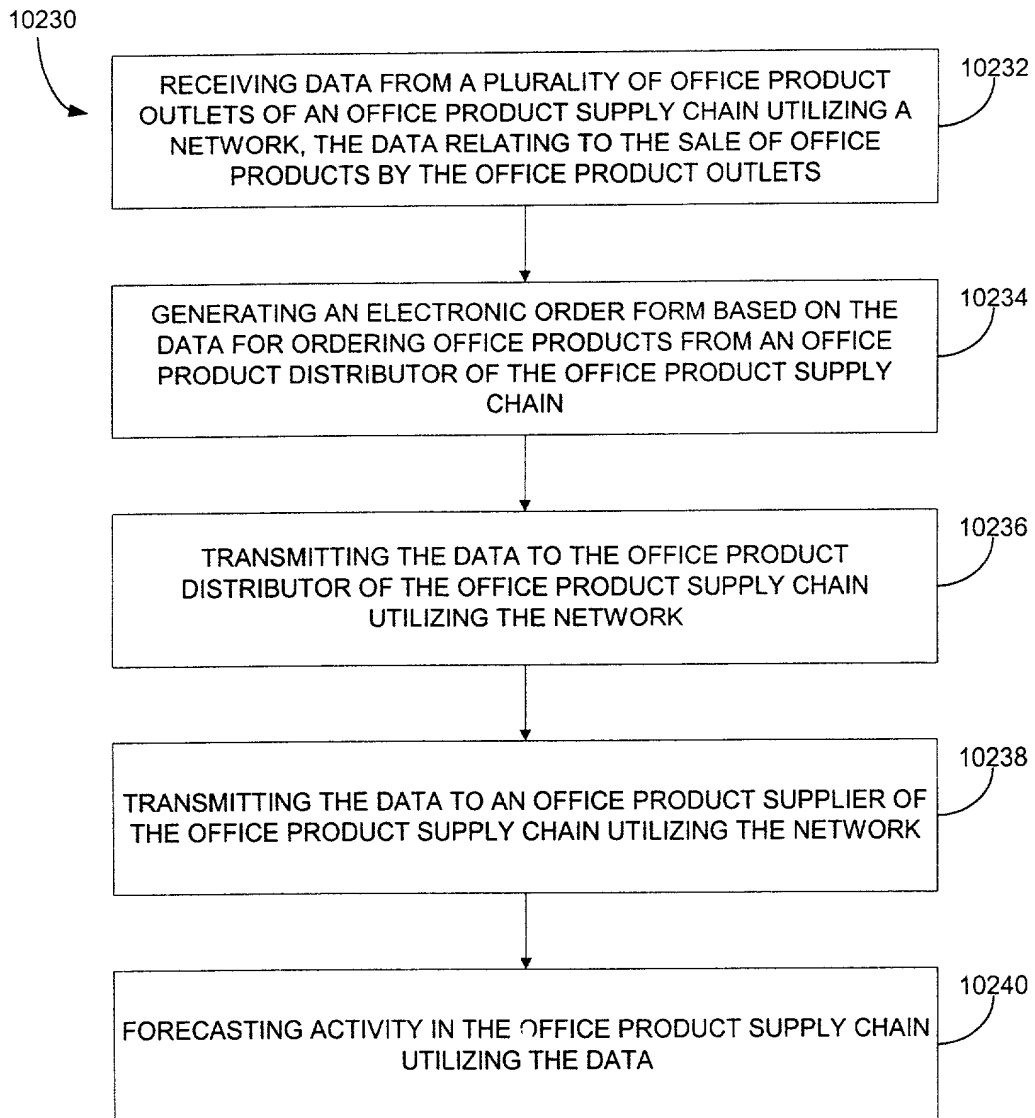 10230
10232
RECEIVING DATA FROM A PLURALITY OF OFFICE PRODUCT
OUTLETS OF AN OFFICE PRODUCT SUPPLY CHAIN UTILIZING A
NETWORK, THE DATA RELATING TO THE SALE OF OFFICE
PRODUCTS BY THE OFFICE PRODUCT OUTLETS
10234
GENERATING AN ELECTRONIC ORDER FORM BASED ON THE
DATA FOR ORDERING OFFICE PRODUCTS FROM AN OFFICE
PRODUCT DISTRIBUTOR OF THE OFFICE PRODUCT SUPPLY
CHAIN
10236
TRANSMITTING THE DATA TO THE OFFICE PRODUCT
DISTRIBUTOR OF THE OFFICE PRODUCT SUPPLY CHAIN
UTILIZING THE NETWORK
10238
TRANSMITTING THE DATA TO AN OFFICE PRODUCT SUPPLIER OF
THE OFFICE PRODUCT SUPPLY CHAIN UTILIZING THE NETWORK
10240
FORECASTING ACTIVITY IN THE OFFICE PRODUCT SUPPLY CHAIN
UTILIZING THE DATA